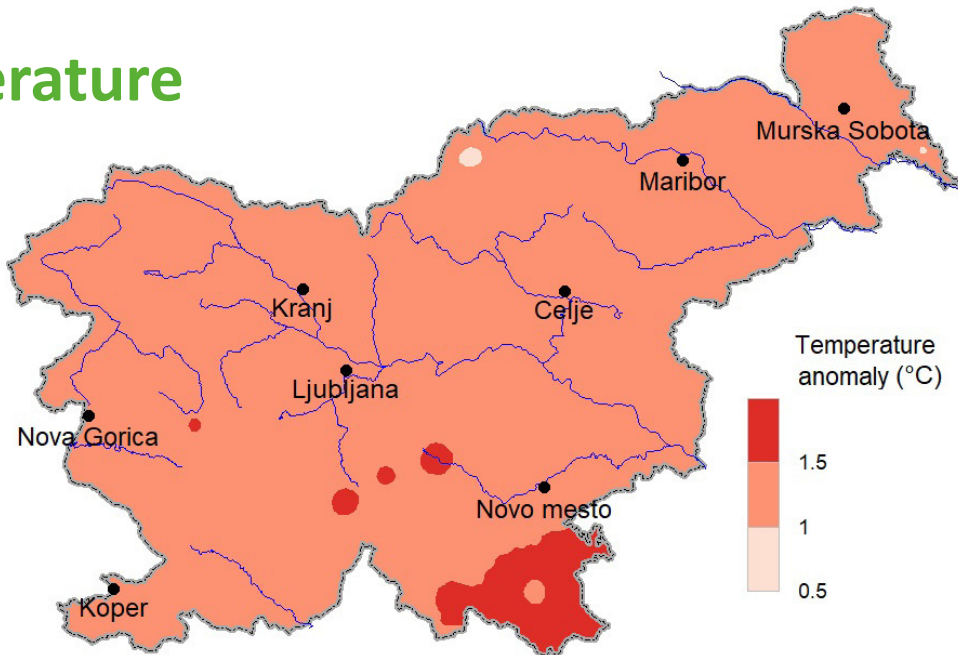 erature
Murska Sobota
Maribor
Kranj
Celje
Ljubljana
Nova Gorica
Novo mesto
Koper
Temperature
anomaly (°C)
1.5
1
0.5